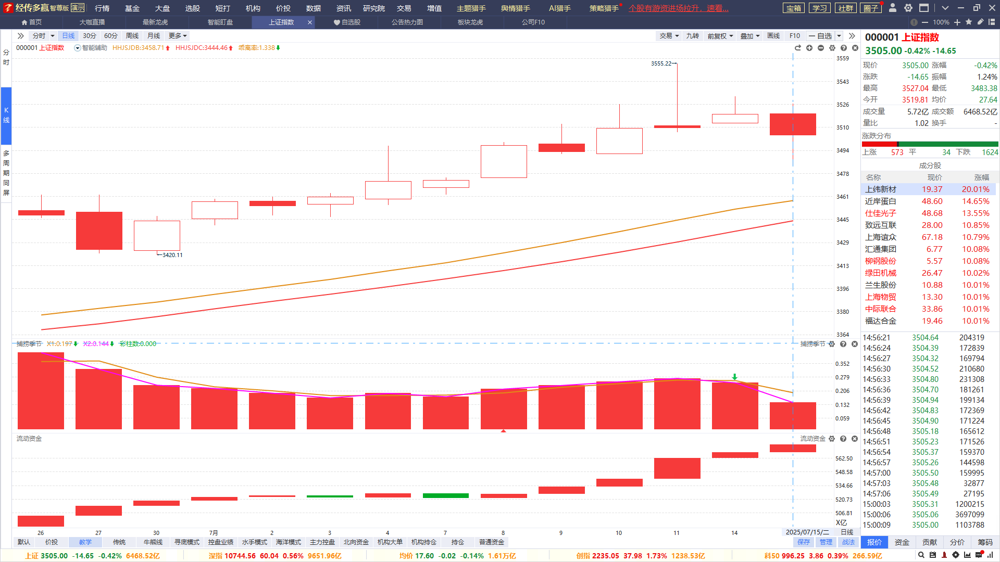 经传多赢 智尊版 演示 行情 基金 大盘 选股 短打 机构 价投 数据 资讯 研究院 交易 增值 主题猎手 舆情猎手 AI猎手 策略猎手 个股有游资进场拉升，速看... 宝箱 学习 社群 圈子
首页 大咖直播 最新龙虎 智能盯盘 上证指数 自选股 公告热力图 板块龙虎 公司F10 100%
分时 日线 30分 60分 周线 月线 更多 交易 九转 前复权 叠加 画线 F10 一自选
000001 上证指数 智能辅助 HHJSJDB:3458.71 HHJSJDC:3444.46 乖离率:1.338
分时
K线
多周期同屏
3555.22
3420.11
3559
3543
3526
3510
3494
3478
3461
3445
3429
3413
3396
3380
3364
捕捞季节 X1:0.197 X2:0.144 彩柱数:0.000 捕捞季节
0.352
0.279
0.206
0.132
0.059
流动资金 流动资金
562.50
548.58
534.66
520.73
506.81
X亿
26 27 30 7月 2 3 4 7 8 9 10 11 14 2025/07/15/二 日线
默认 价投 教学 传统 牛熊线 寻底模式 控盘业绩 水手模式 海洋模式 主力控盘 北向资金 机构大单 机构持仓 持仓 普通资金 保存 管理 战法
000001 上证指数
3505.00 -0.42% -14.65
现价 3505.00 涨幅 -0.42%
涨跌 -14.65 振幅 1.24%
最高 3527.04 最低 3483.38
今开 3519.81 均价 27.64
成交量 5.72亿 成交额 6468.52亿
量比 1.02 换手 -
涨跌分布
上涨 573 平 34 下跌 1624
成分股
名称 现价 涨幅
上纬新材 19.37 20.01%
近岸蛋白 48.60 14.65%
仕佳光子 48.68 13.55%
致远互联 28.00 10.85%
上海谊众 67.18 10.79%
汇通集团 6.77 10.08%
柳钢股份 5.57 10.08%
绿田机械 26.47 10.02%
兰生股份 10.88 10.01%
上海物贸 13.30 10.01%
中际联合 33.86 10.01%
福达合金 19.46 10.01%
14:56:21 3504.64 204319
14:56:24 3504.39 172839
14:56:27 3504.32 169794
14:56:30 3504.52 210680
14:56:33 3504.80 231308
14:56:36 3504.70 181261
14:56:39 3504.94 199134
14:56:42 3504.83 172369
14:56:45 3504.90 171224
14:56:48 3505.18 165612
14:56:51 3505.23 171526
14:56:54 3505.37 159370
14:56:57 3505.26 144598
14:57:00 3505.50 159995
14:57:03 3505.48 32877
14:57:06 3505.49 27195
15:00:03 3505.31 1200215
15:00:06 3505.06 3697099
15:00:09 3505.00 1103788
报价 资金 贡献 分价 筹码
上证 3505.00 -14.65 -0.42% 6468.52亿 深指 10744.56 60.04 0.56% 9651.96亿 均价 17.60 -0.02 -0.14% 1.61万亿 创指 2235.05 37.98 1.73% 1238.53亿 科50 996.25 3.86 0.39% 266.59亿